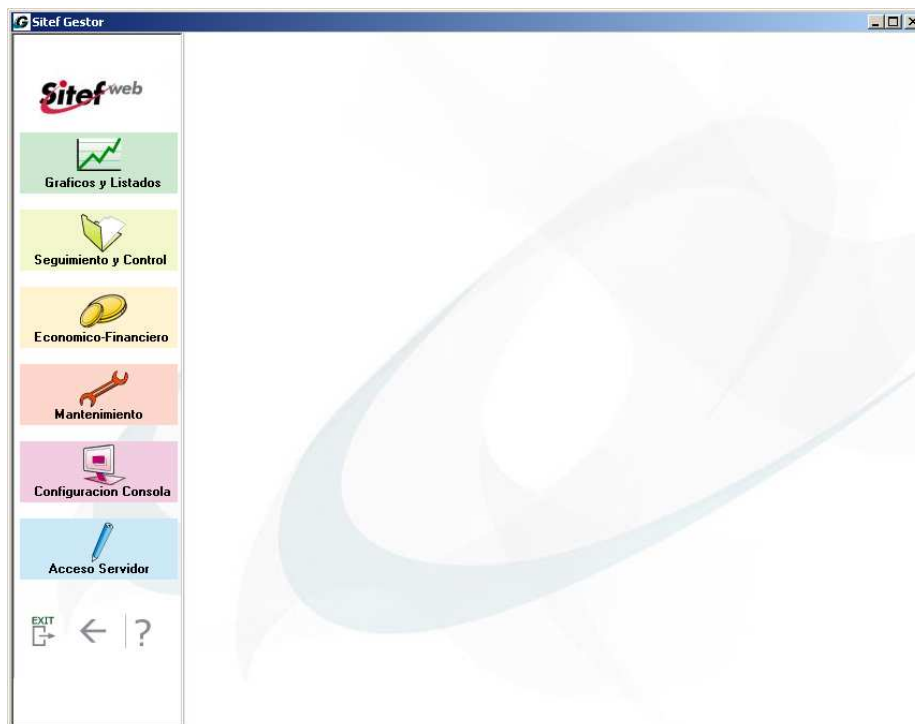 Sitef Gestor
Sitef web
Graficos y Listados
Seguimiento y Control
Economico-Financiero
Mantenimiento
Configuracion Consola
Acceso Servidor
EXIT
?